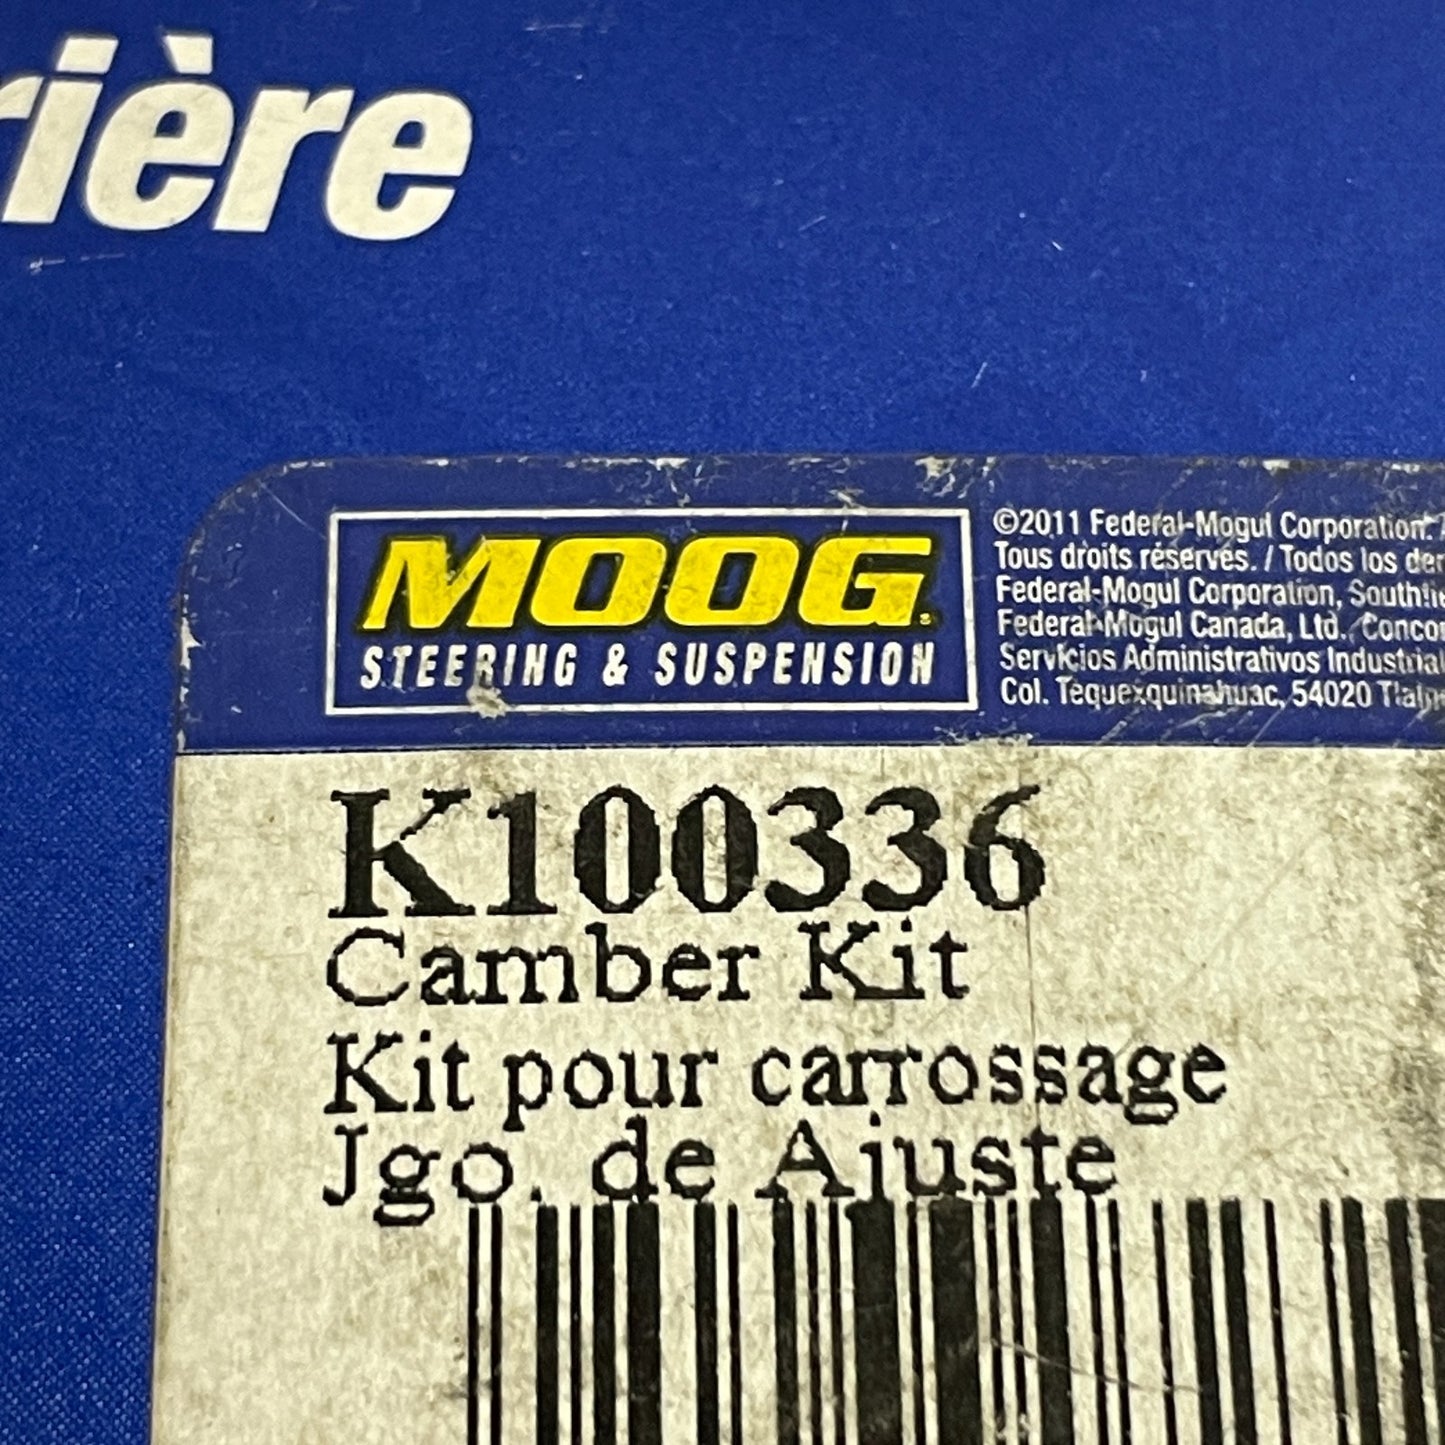 rière
MOOG
STEERING & SUSPENSION
©2011 Federal-Mogul Corporation.
Tous droits réservés. / Todos los
Federal-Mogul Corporation,
Federal-Mogul Canada, Ltd.,
Servicios Administrativos
Col. Tequexquinahuac, 54020
K100336
Camber Kit
Kit pour carrossage
Jgo. de Ajuste